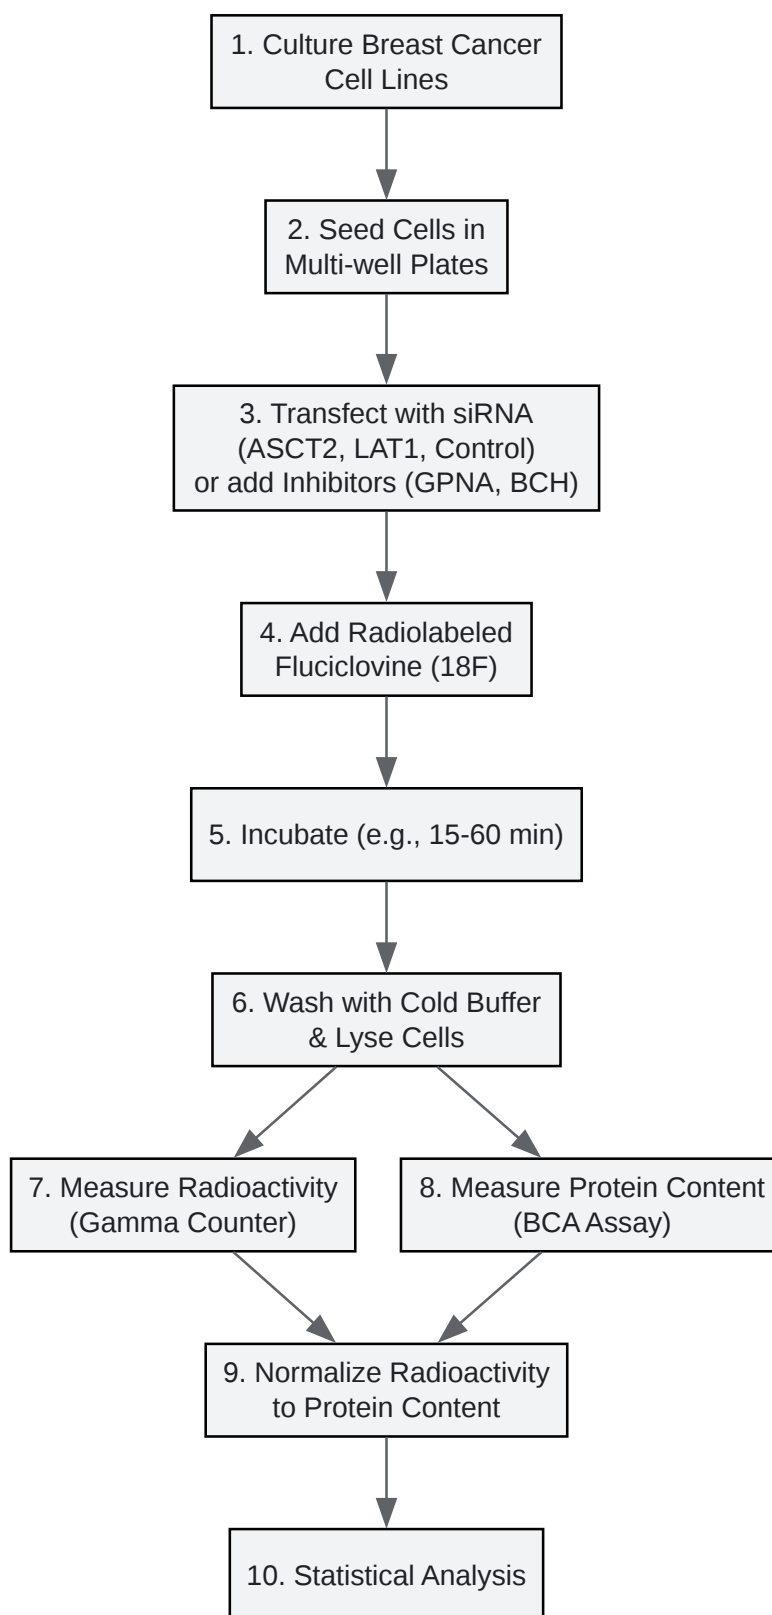 1. Culture Breast Cancer
Cell Lines
2. Seed Cells in
Multi-well Plates
3. Transfect with siRNA
(ASCT2, LAT1, Control)
or add Inhibitors (GPNA, BCH)
4. Add Radiolabeled
Fluciclovine (18F)
5. Incubate (e.g., 15-60 min)
6. Wash with Cold Buffer
& Lyse Cells
7. Measure Radioactivity
(Gamma Counter)
8. Measure Protein Content
(BCA Assay)
9. Normalize Radioactivity
to Protein Content
10. Statistical Analysis